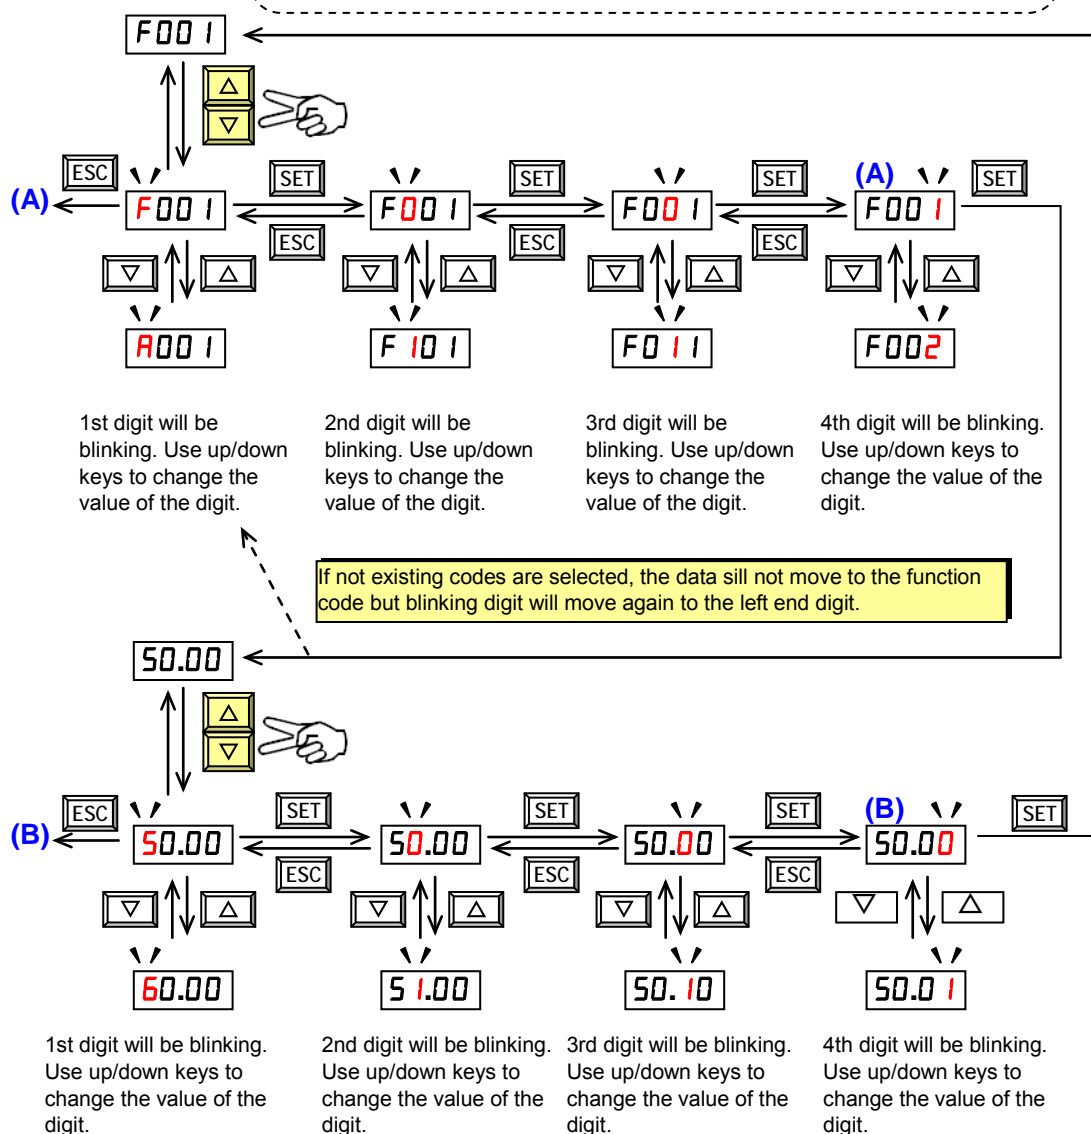 F001
△
▽
ESC
SET
SET
(A)
SET
SET
(A)
F001
F001
F001
F001
ESC
ESC
ESC
▽ △
▽ △
▽ △
▽ △
A001
F101
F011
F002
1st digit will be
blinking. Use up/down
keys to change the
value of the digit.
2nd digit will be
blinking. Use up/down
keys to change the
value of the digit.
3rd digit will be
blinking. Use up/down
keys to change the
value of the digit.
4th digit will be blinking.
Use up/down keys to
change the value of the
digit.
If not existing codes are selected, the data sill not move to the function
code but blinking digit will move again to the left end digit.
50.00
△
▽
ESC
SET
SET
SET
(B)
SET
(B)
50.00
50.00
50.00
50.00
ESC
ESC
ESC
▽ △
▽ △
▽ △
▽ △
60.00
51.00
50.10
50.01
1st digit will be blinking.
Use up/down keys to
change the value of the
digit.
2nd digit will be blinking.
Use up/down keys to
change the value of the
digit.
3rd digit will be blinking.
Use up/down keys to
change the value of the
digit.
4th digit will be blinking.
Use up/down keys to
change the value of the
digit.